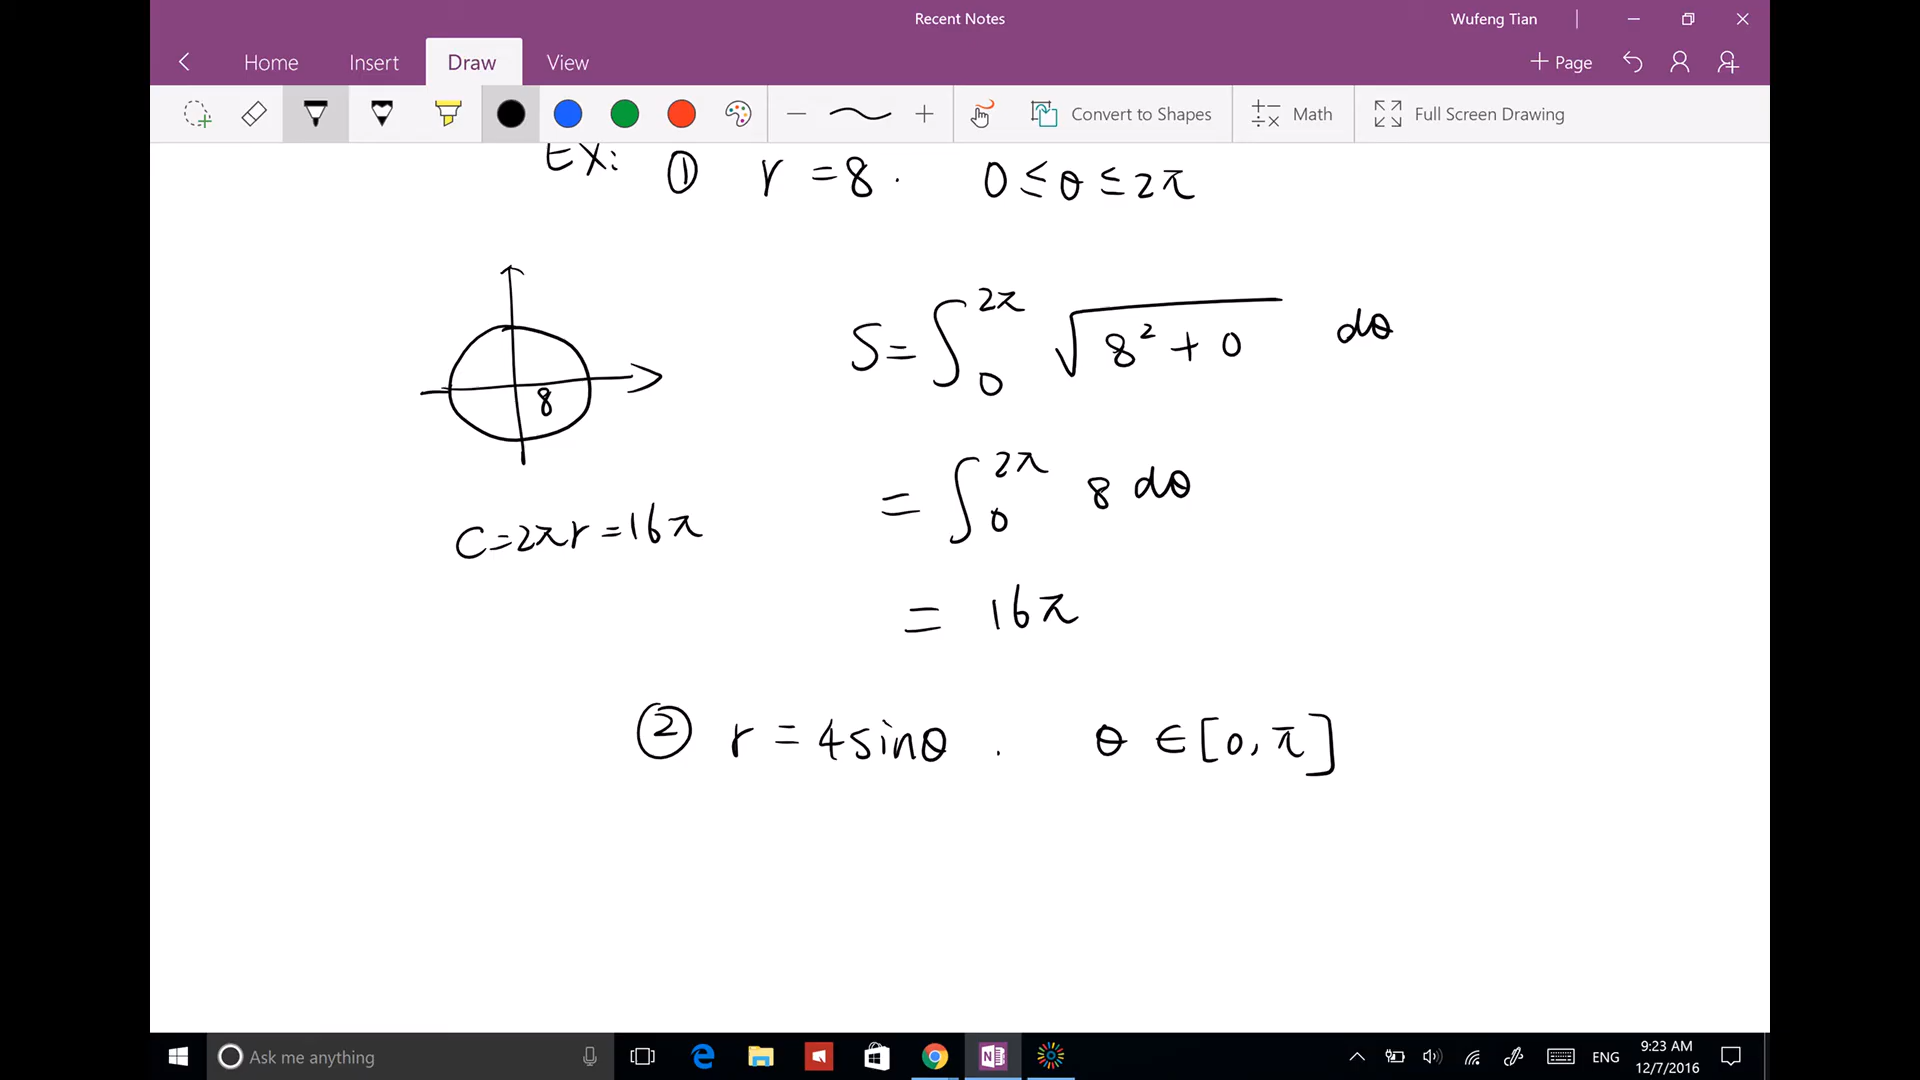 Recent Notes
Wufeng Tian
Home Insert Draw View
Page
Convert to Shapes Math Full Screen Drawing
EX: ① r = 8 . 0 ≤ θ ≤ 2π
8
S = ∫₀^2π √(8² + 0) dθ
= ∫₀^2π 8 dθ
C = 2πr = 16π
= 16π
② r = 4 sinθ . θ ∈ [0, π]
Ask me anything
ENG
9:23 AM
12/7/2016